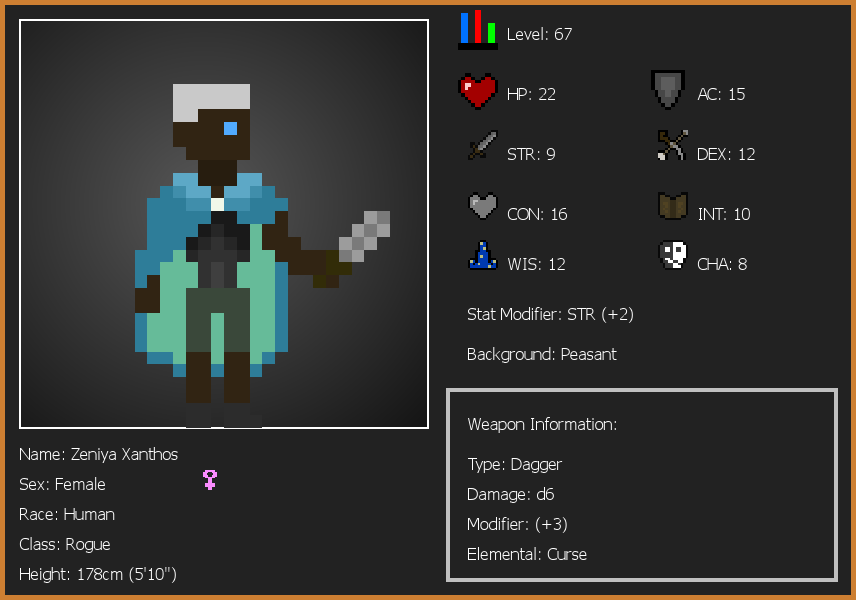 Level: 67
HP: 22
AC: 15
STR: 9
DEX: 12
CON: 16
INT: 10
WIS: 12
CHA: 8
Stat Modifier: STR (+2)
Background: Peasant
Weapon Information:
Type: Dagger
Damage: d6
Modifier: (+3)
Elemental: Curse
Name: Zeniya Xanthos
Sex: Female
Race: Human
Class: Rogue
Height: 178cm (5'10")